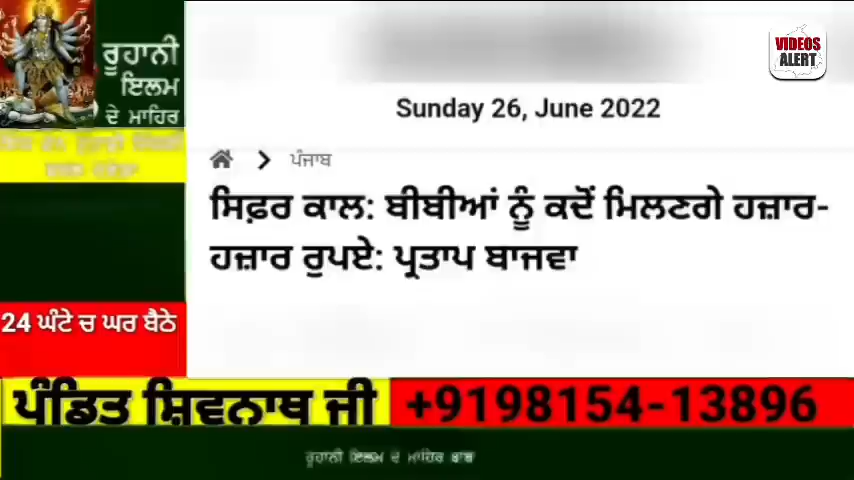 ਰੂਹਾਨੀ
ਇਲਮ
ਦੇ ਮਾਹਿਰ
VIDEOS
ALERT
Sunday 26, June 2022
ਪੰਜਾਬ
ਸਿਫ਼ਰ ਕਾਲ: ਬੀਬੀਆਂ ਨੂੰ ਕਦੋਂ ਮਿਲਣਗੇ ਹਜ਼ਾਰ-
ਹਜ਼ਾਰ ਰੁਪਏ: ਪ੍ਰਤਾਪ ਬਾਜਵਾ
24 ਘੰਟੇ ਚ ਘਰ ਬੈਠੇ
ਪੰਡਿਤ ਸ਼ਿਵਨਾਥ ਜੀ +9198154-13896
ਰੂਹਾਨੀ ਇਲਮ ਦੇ ਮਾਹਿਰ